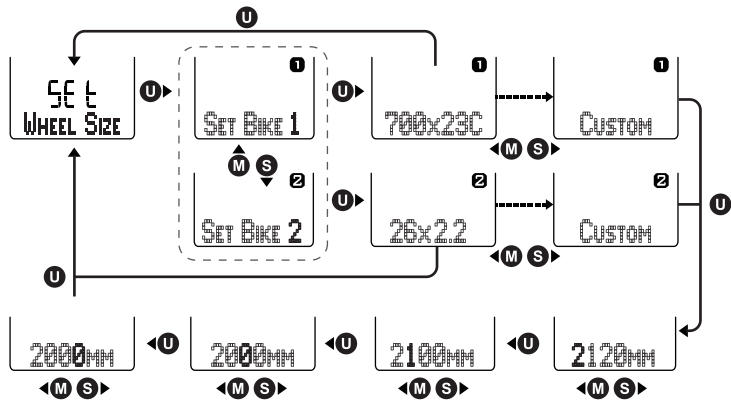 U
1
1
1
SEt
WHEEL SIZE
U
SET BIKE 1
U
700x23C
CUSTOM
M S
M S
2
2
2
SET BIKE 2
U
26x2.2
CUSTOM
U
M S
M S
U
2000MM
U
2000MM
U
2100MM
U
2120MM
M S
M S
M S
M S